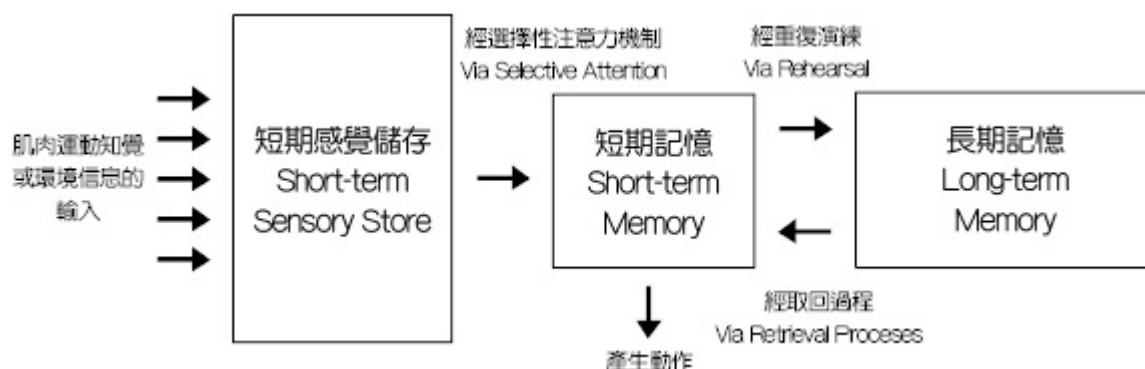 經選擇性注意力機制
Via Selective Attention
經重復演練
Via Rehearsal
肌肉運動知覺
或環境信息的
輸入
短期感覺儲存
Short-term
Sensory Store
短期記憶
Short-term
Memory
長期記憶
Long-term
Memory
經取回過程
Via Retrieval Proceses
產生動作